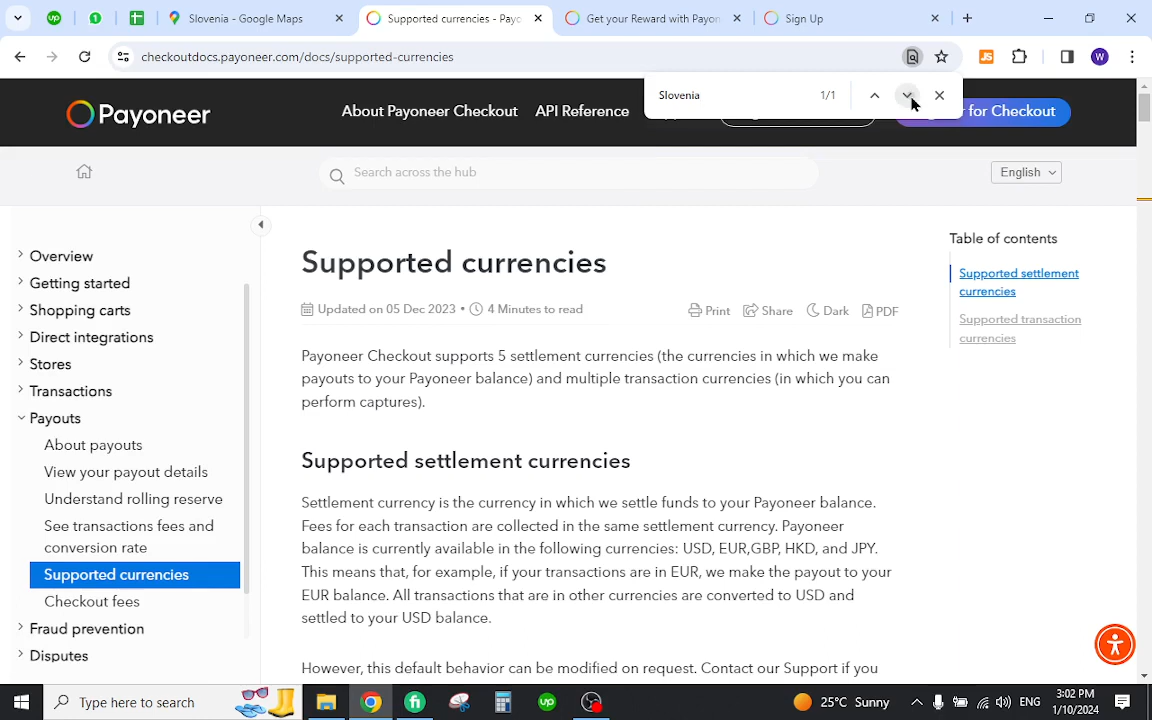 Slovenia - Google Maps
Supported currencies - Payo
Get your Reward with Payon
Sign Up
checkoutdocs.payoneer.com/docs/supported-currencies
JS
W
Slovenia
1/1
Payoneer
About Payoneer Checkout
API Reference
for Checkout
Search across the hub
English
Overview
Getting started
Shopping carts
Direct integrations
Stores
Transactions
Payouts
About payouts
View your payout details
Understand rolling reserve
See transactions fees and
conversion rate
Supported currencies
Checkout fees
Fraud prevention
Disputes
Supported currencies
Updated on 05 Dec 2023 • 4 Minutes to read
Print
Share
Dark
PDF
Payoneer Checkout supports 5 settlement currencies (the currencies in which we make
payouts to your Payoneer balance) and multiple transaction currencies (in which you can
perform captures).
Supported settlement currencies
Settlement currency is the currency in which we settle funds to your Payoneer balance.
Fees for each transaction are collected in the same settlement currency. Payoneer
balance is currently available in the following currencies: USD, EUR,GBP, HKD, and JPY.
This means that, for example, if your transactions are in EUR, we make the payout to your
EUR balance. All transactions that are in other currencies are converted to USD and
settled to your USD balance.
However, this default behavior can be modified on request. Contact our Support if you
Table of contents
Supported settlement
currencies
Supported transaction
currencies
Type here to search
25°C Sunny
ENG
3:02 PM
1/10/2024